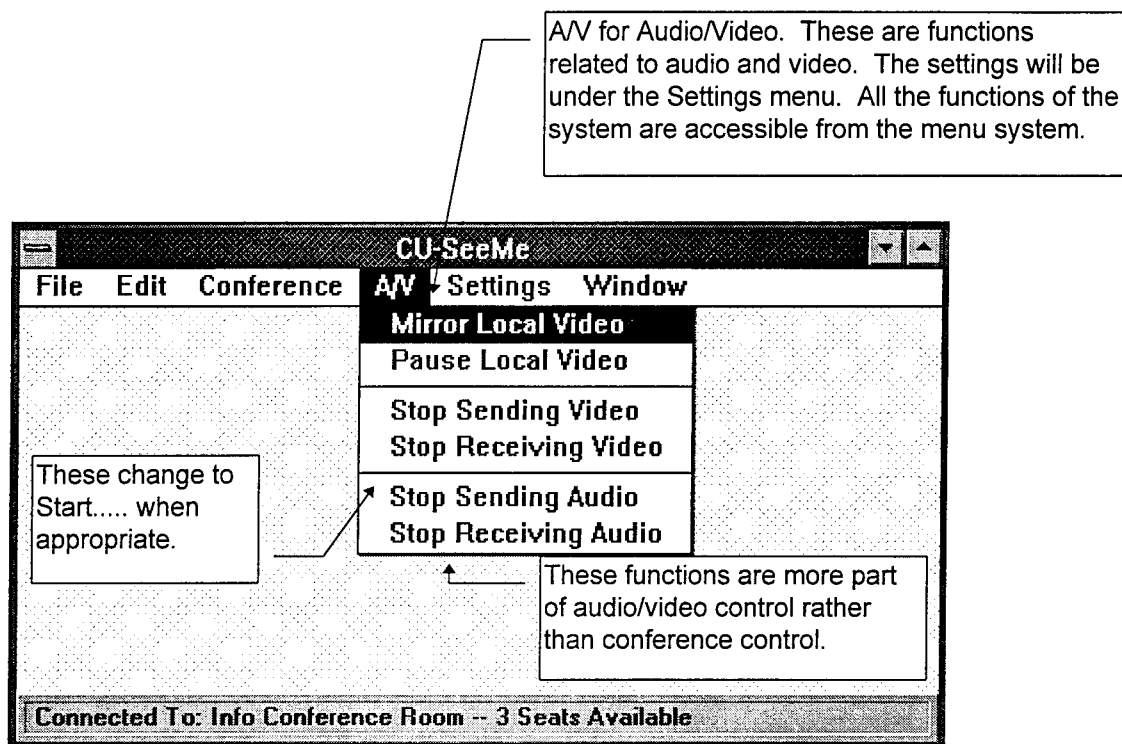 A/V for Audio/Video.  These are functions
related to audio and video.  The settings will be
under the Settings menu.  All the functions of the
system are accessible from the menu system.
CU-SeeMe
File Edit Conference A/V Settings Window
Mirror Local Video
Pause Local Video
Stop Sending Video
Stop Receiving Video
Stop Sending Audio
Stop Receiving Audio
These change to
Start..... when
appropriate.
These functions are more part
of audio/video control rather
than conference control.
Connected To: Info Conference Room -- 3 Seats Available